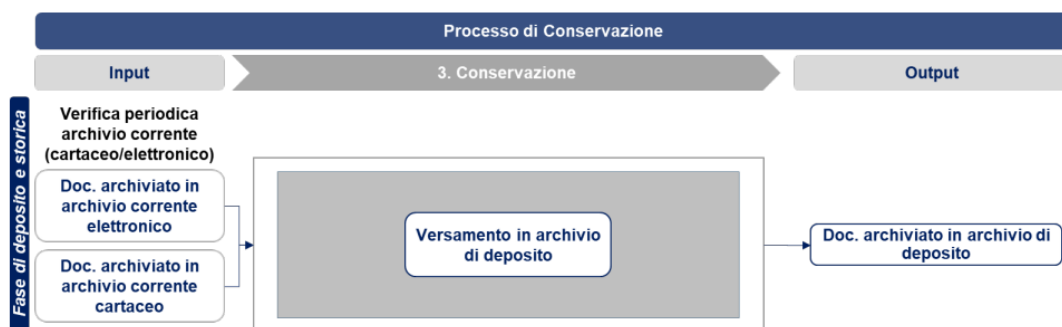 Processo di Conservazione
Input
3. Conservazione
Output
Fase di deposito e storica
Verifica periodica
archivio corrente
(cartaceo/elettronico)
Doc. archiviato in
archivio corrente
elettronico
Doc. archiviato in
archivio corrente
cartaceo
Versamento in archivio
di deposito
Doc. archiviato in archivio di
deposito